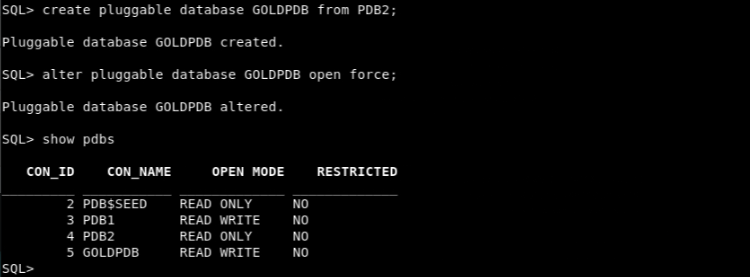 SQL> create pluggable database GOLDPDB from PDB2;
Pluggable database GOLDPDB created.
SQL> alter pluggable database GOLDPDB open force;
Pluggable database GOLDPDB altered.
SQL> show pdbs
CON_ID CON_NAME OPEN MODE RESTRICTED
2 PDB$SEED READ ONLY NO
3 PDB1 READ WRITE NO
4 PDB2 READ ONLY NO
5 GOLDPDB READ WRITE NO
SQL>